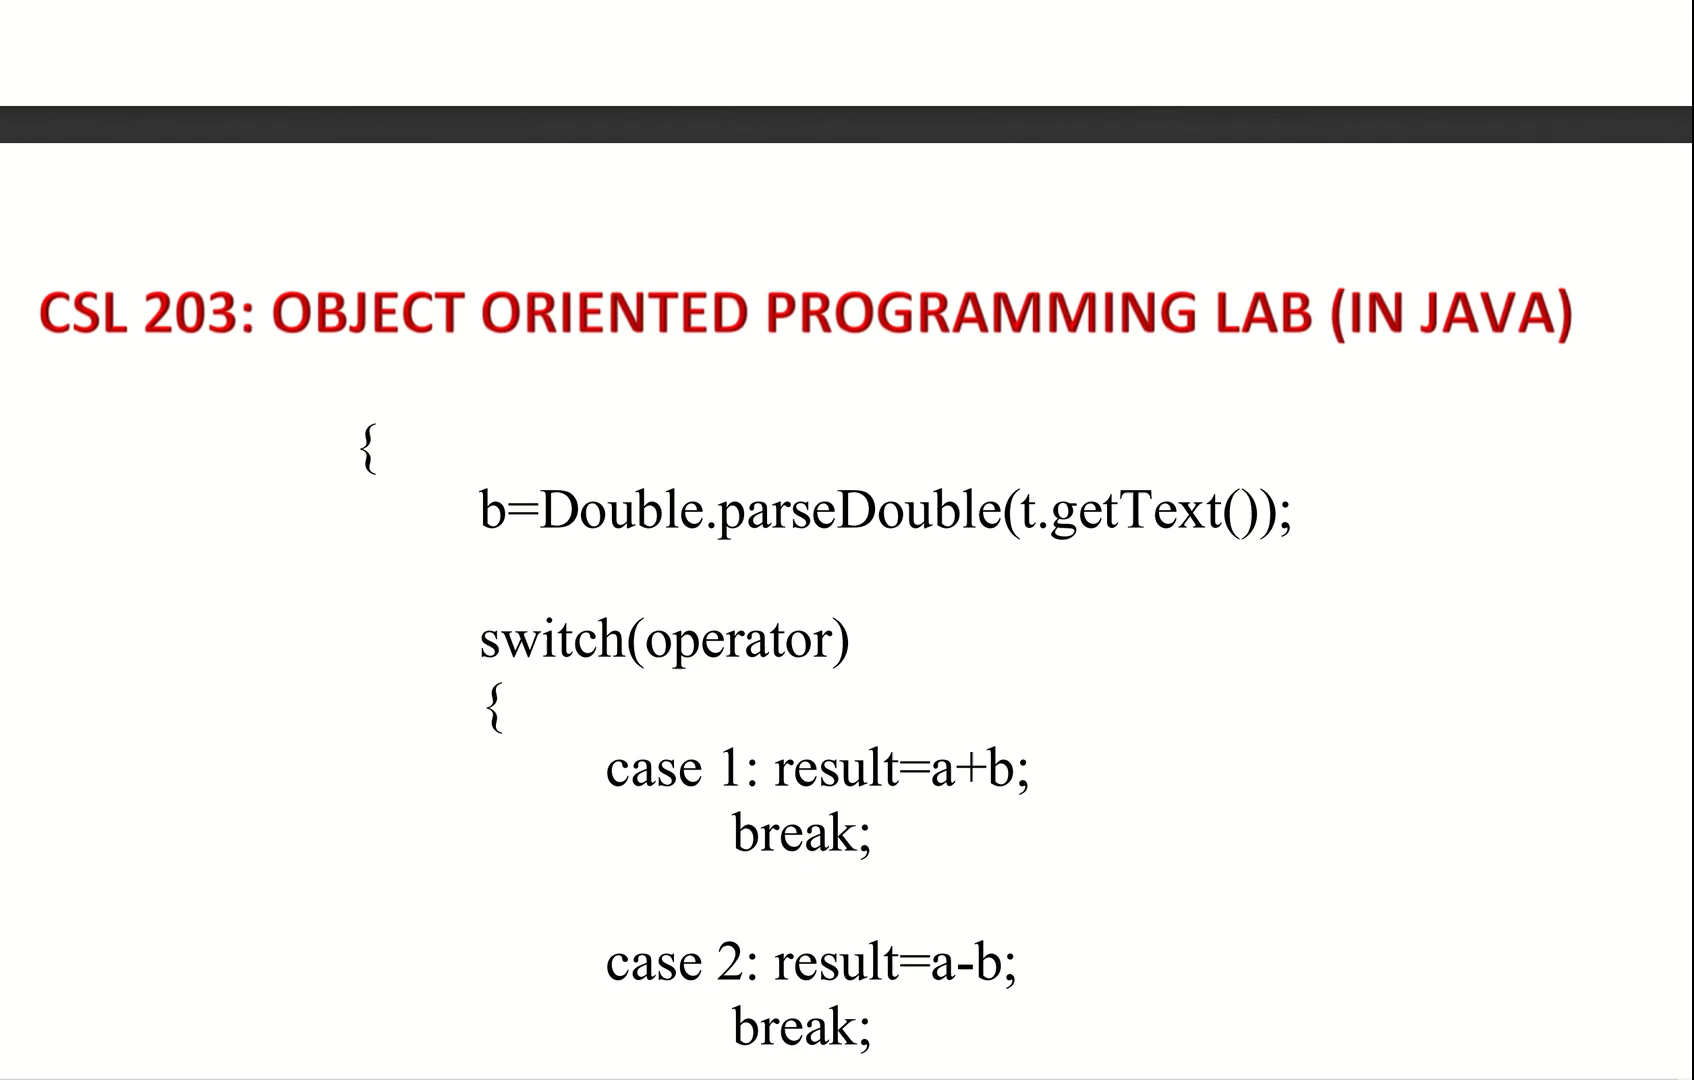 CSL 203: OBJECT ORIENTED PROGRAMMING LAB (IN JAVA)
{
b=Double.parseDouble(t.getText());
switch(operator)
{
case 1: result=a+b;
break;
case 2: result=a-b;
break;